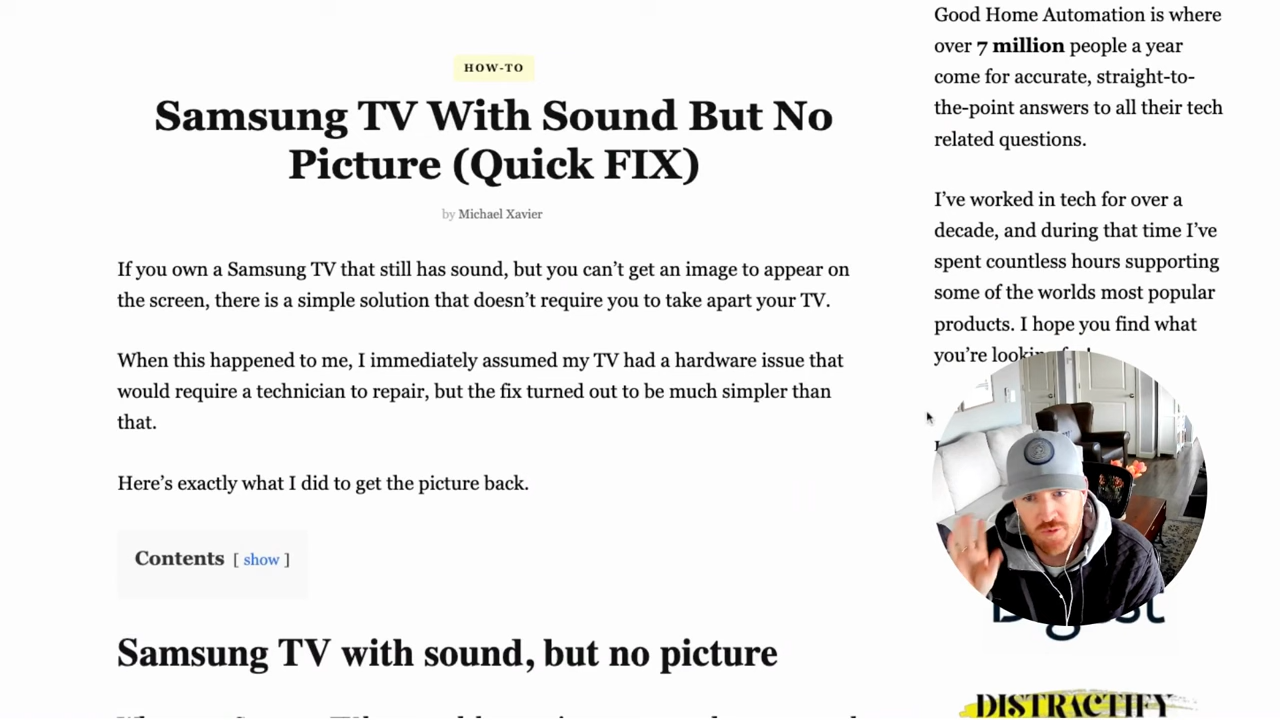 HOW-TO
Samsung TV With Sound But No
Picture (Quick FIX)
by Michael Xavier
If you own a Samsung TV that still has sound, but you can’t get an image to appear on
the screen, there is a simple solution that doesn’t require you to take apart your TV.
When this happened to me, I immediately assumed my TV had a hardware issue that
would require a technician to repair, but the fix turned out to be much simpler than
that.
Here’s exactly what I did to get the picture back.
Contents [ show ]
Samsung TV with sound, but no picture
Good Home Automation is where
over 7 million people a year
come for accurate, straight-to-
the-point answers to all their tech
related questions.
I’ve worked in tech for over a
decade, and during that time I’ve
spent countless hours supporting
some of the worlds most popular
products. I hope you find what
you’re
DISTRACTIFY